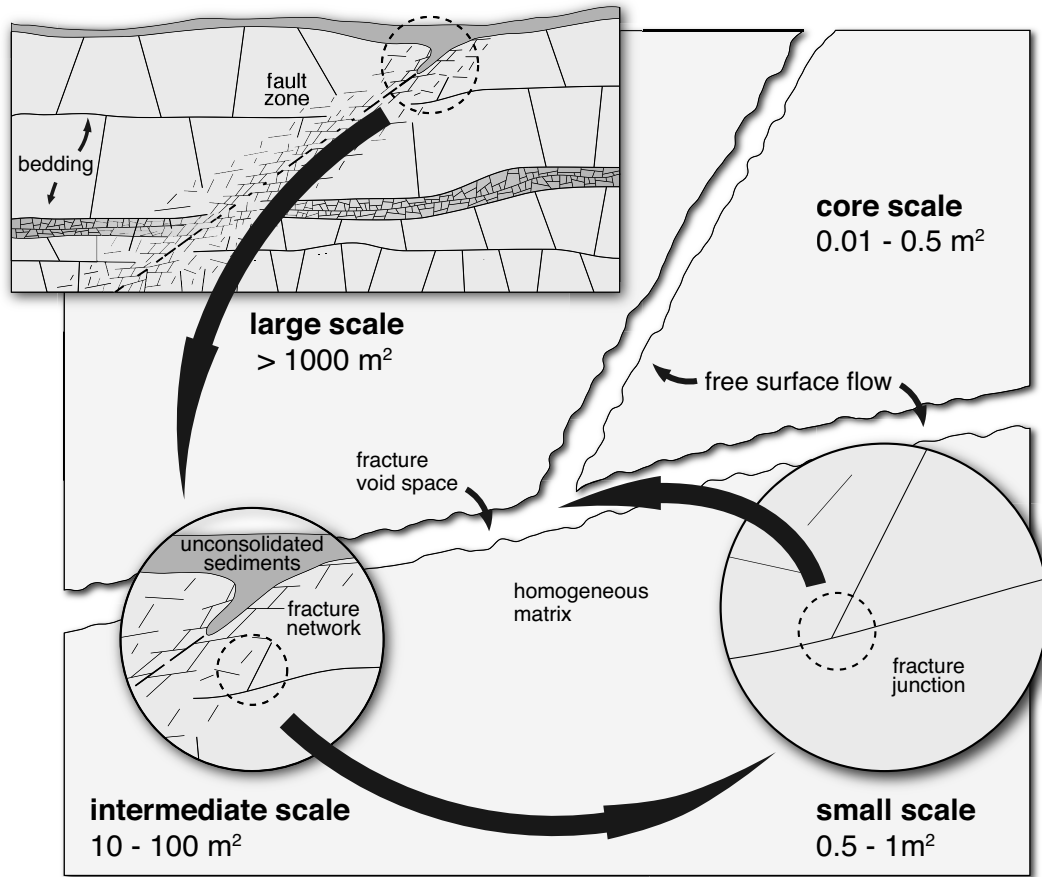 fault
zone
bedding
large scale
> 1000 m²
core scale
0.01 - 0.5 m²
free surface flow
fracture
void space
unconsolidated
sediments
fracture
network
homogeneous
matrix
fracture
junction
intermediate scale
10 - 100 m²
small scale
0.5 - 1m²